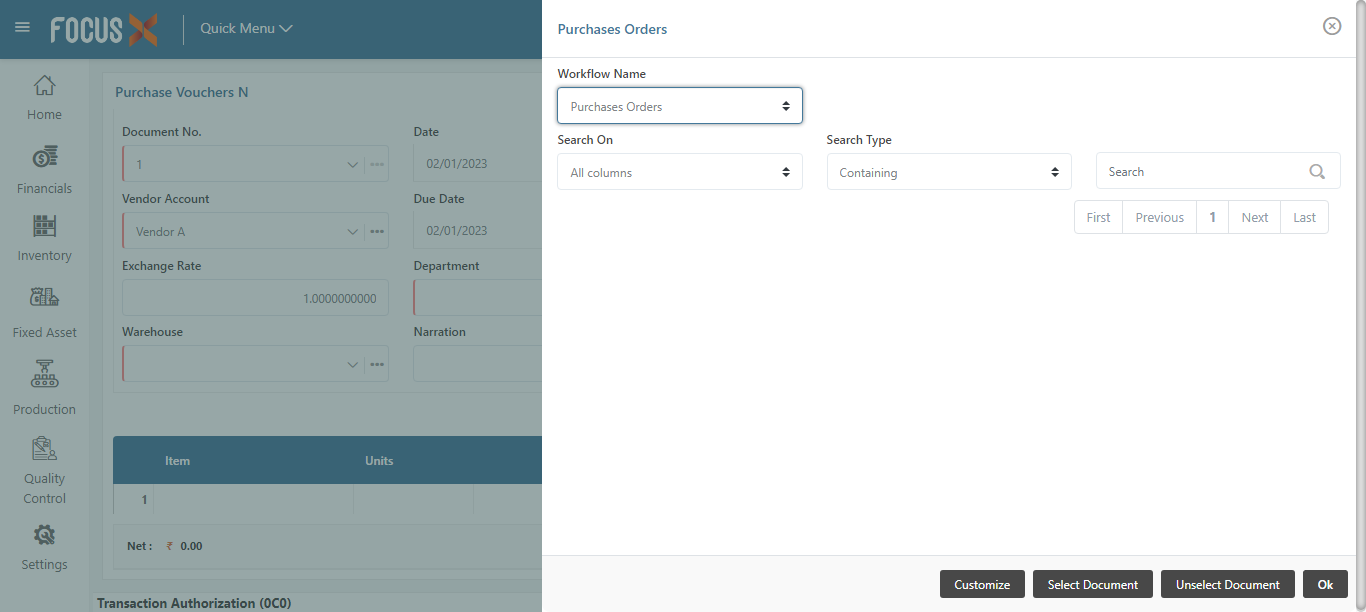 FOCUS X
Quick Menu
Home
Financials
Inventory
Fixed Asset
Production
Quality
Control
Settings
Purchase Vouchers N
Document No.
Date
1
02/01/2023
Vendor Account
Due Date
Vendor A
02/01/2023
Exchange Rate
Department
1.0000000000
Warehouse
Narration
Item
Units
1
Net : ₹ 0.00
Transaction Authorization (0C0)
Purchases Orders
Workflow Name
Purchases Orders
Search On
Search Type
All columns
Containing
Search
First Previous 1 Next Last
Customize Select Document Unselect Document Ok